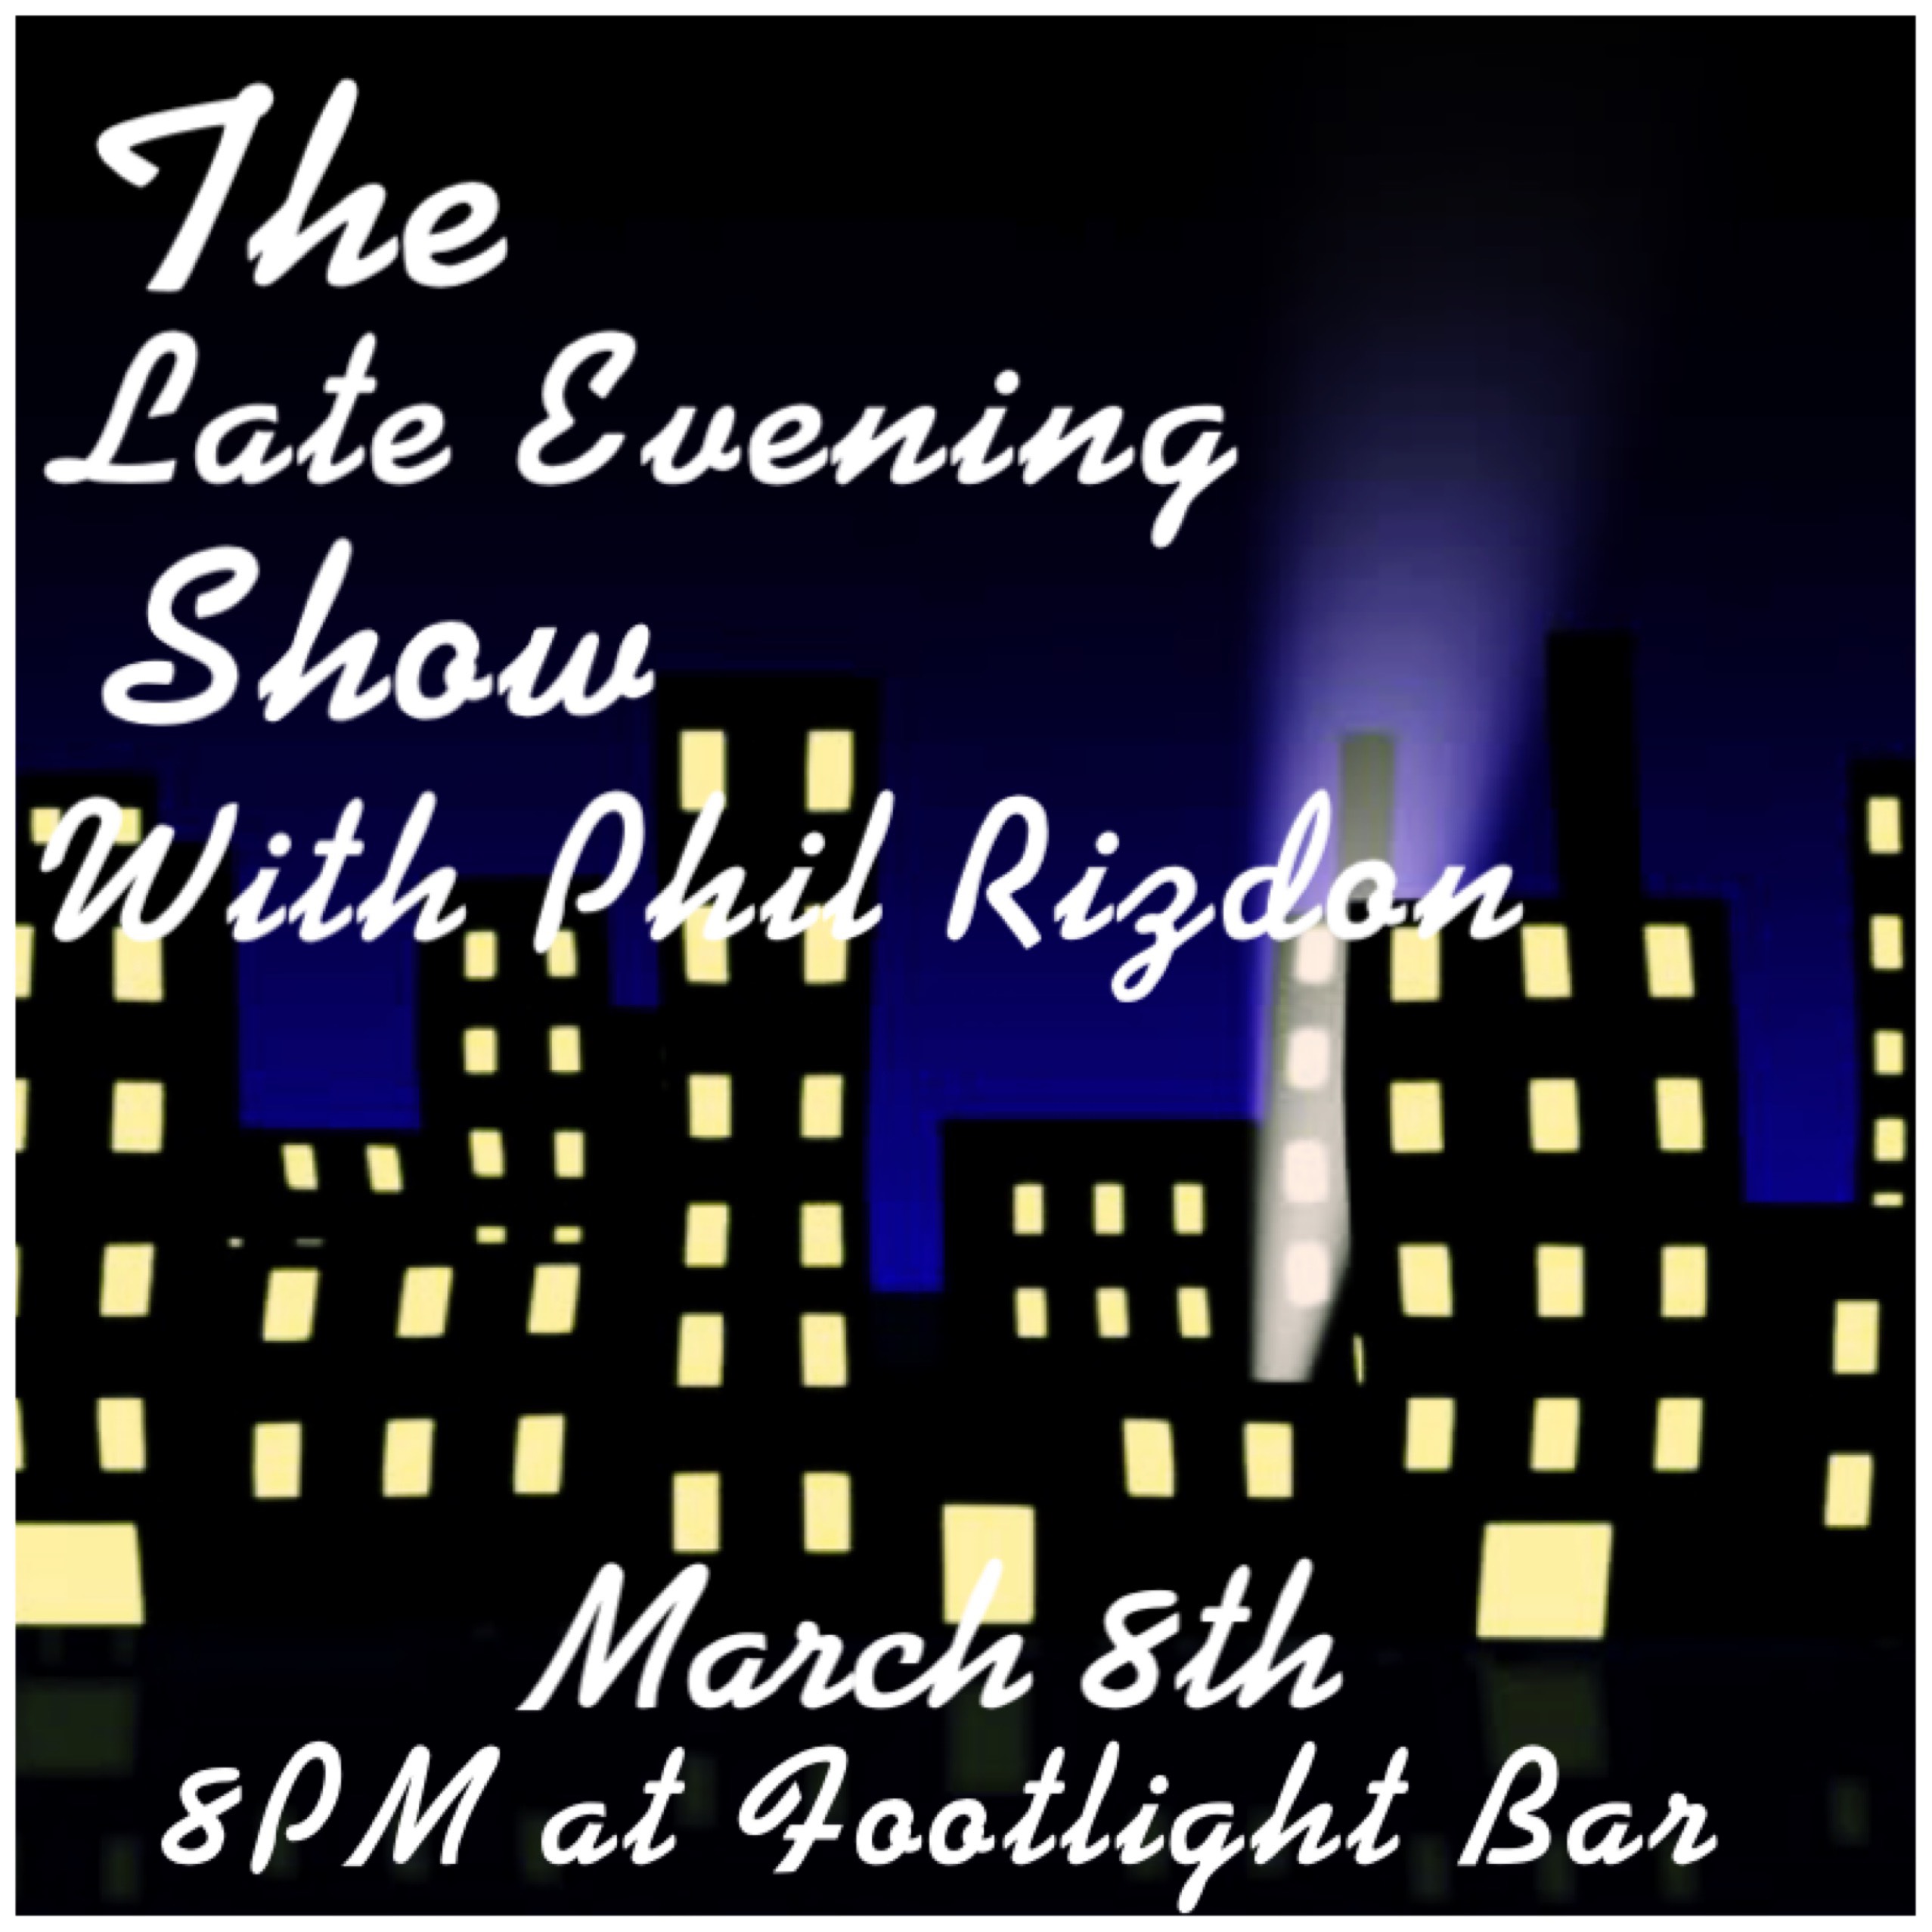 The
Late Evening
Show
With Phil Rizdon
March 8th
8PM at Footlight Bar